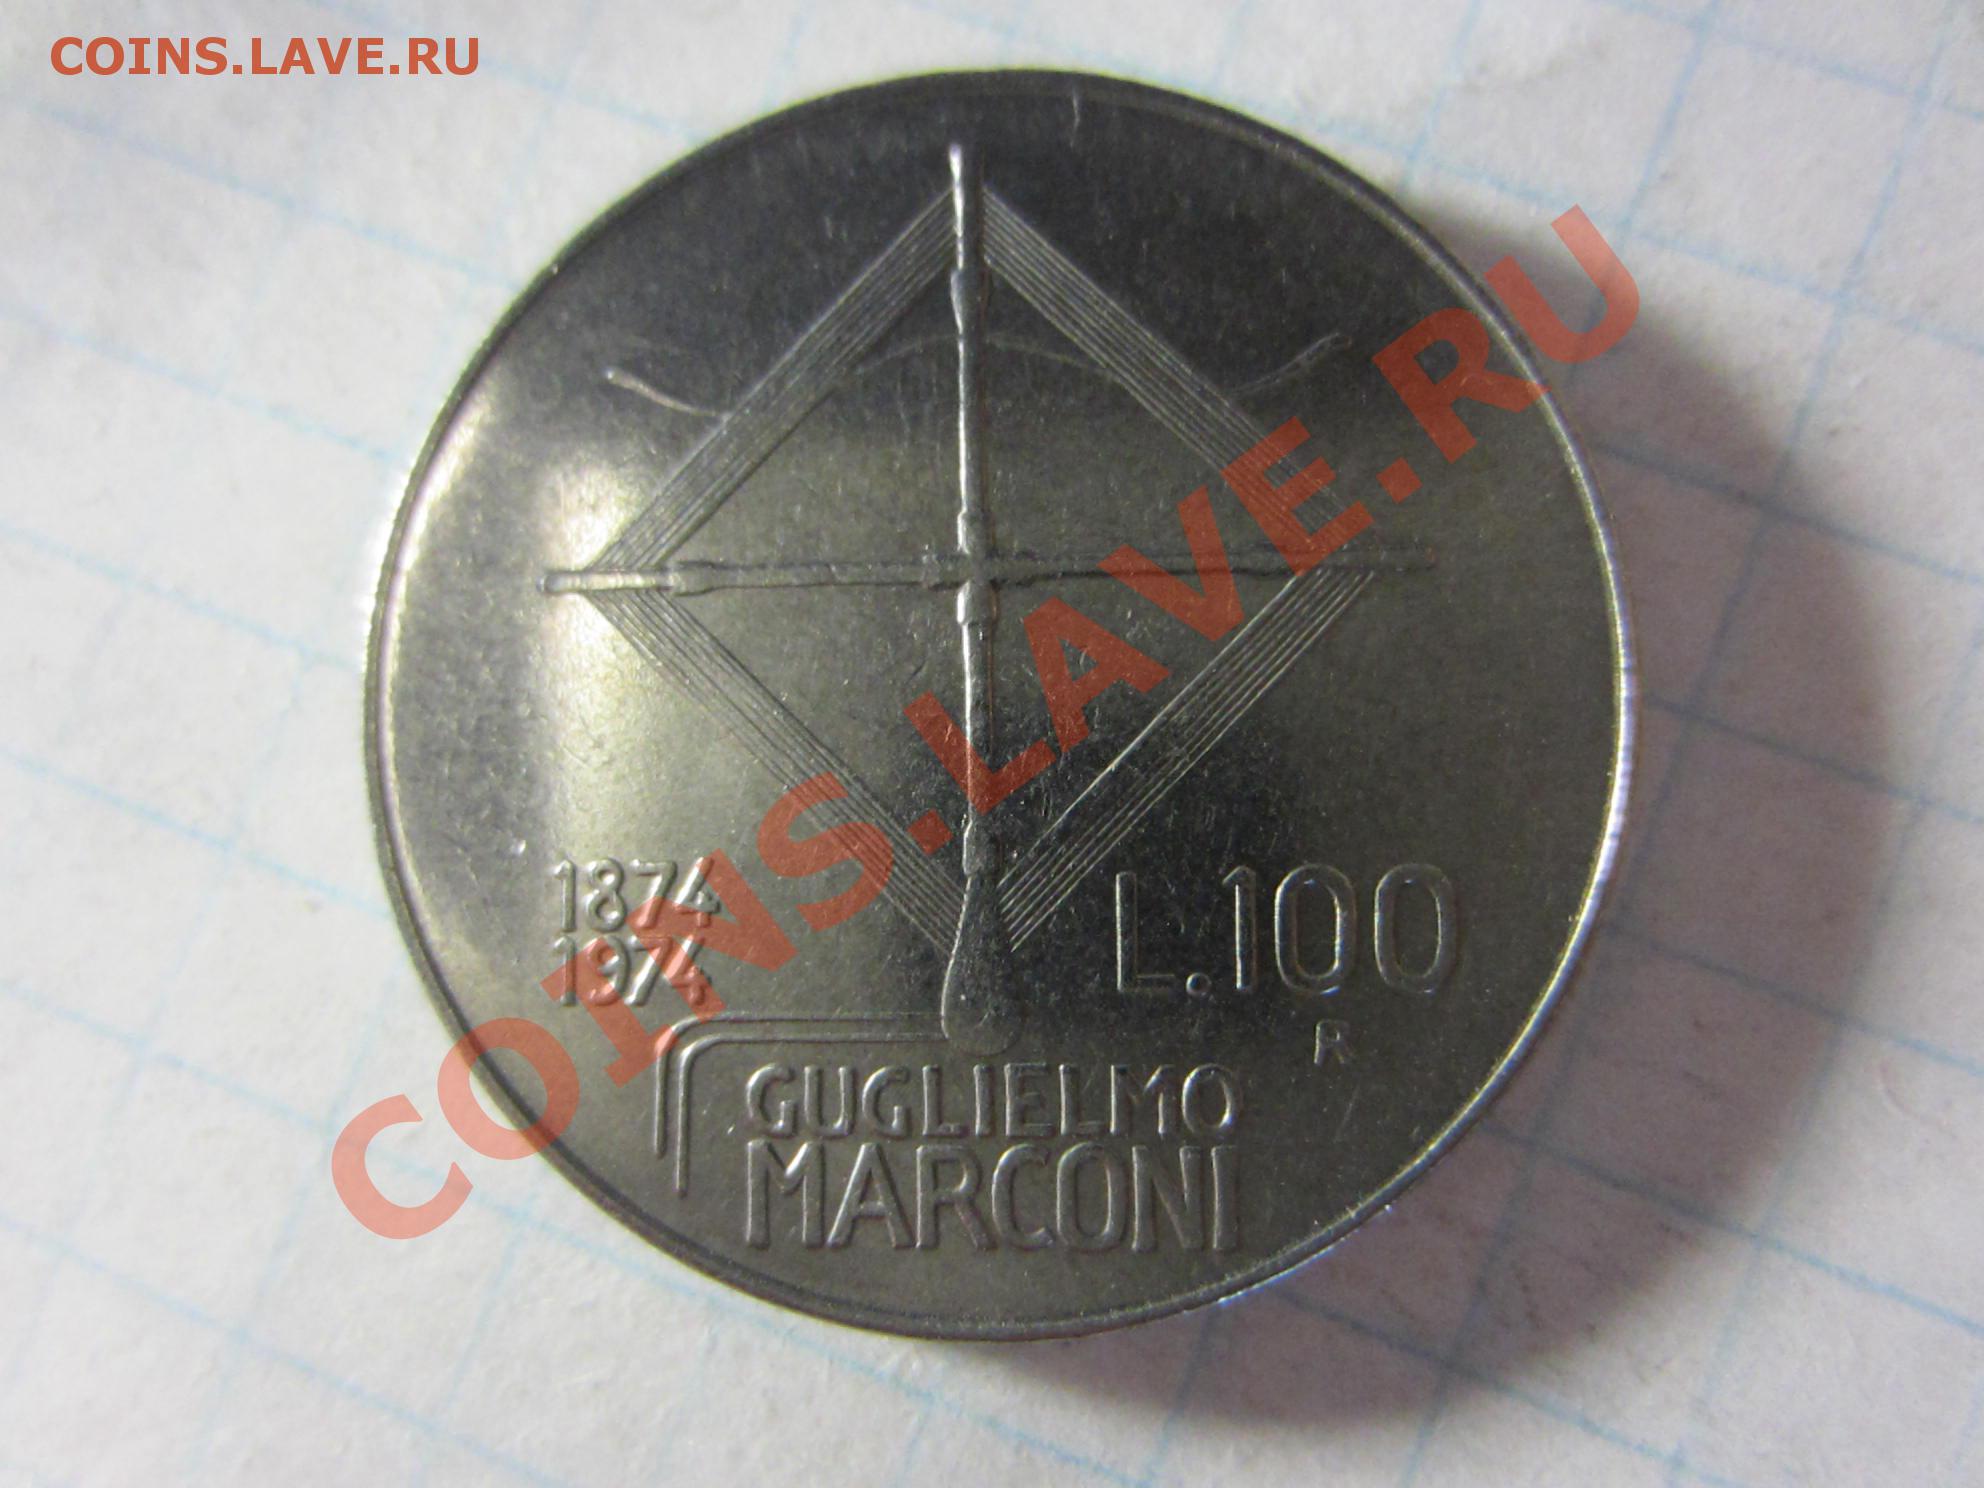 COINS.LAVE.RU
COINS.LAVE.RU
1874
1974
L.100
R
GUGLIELMO
MARCONI